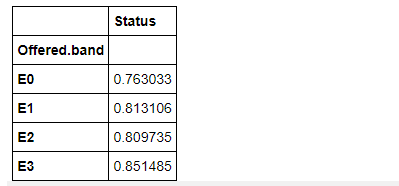 Status
Offered.band
E0 0.763033
E1 0.813106
E2 0.809735
E3 0.851485